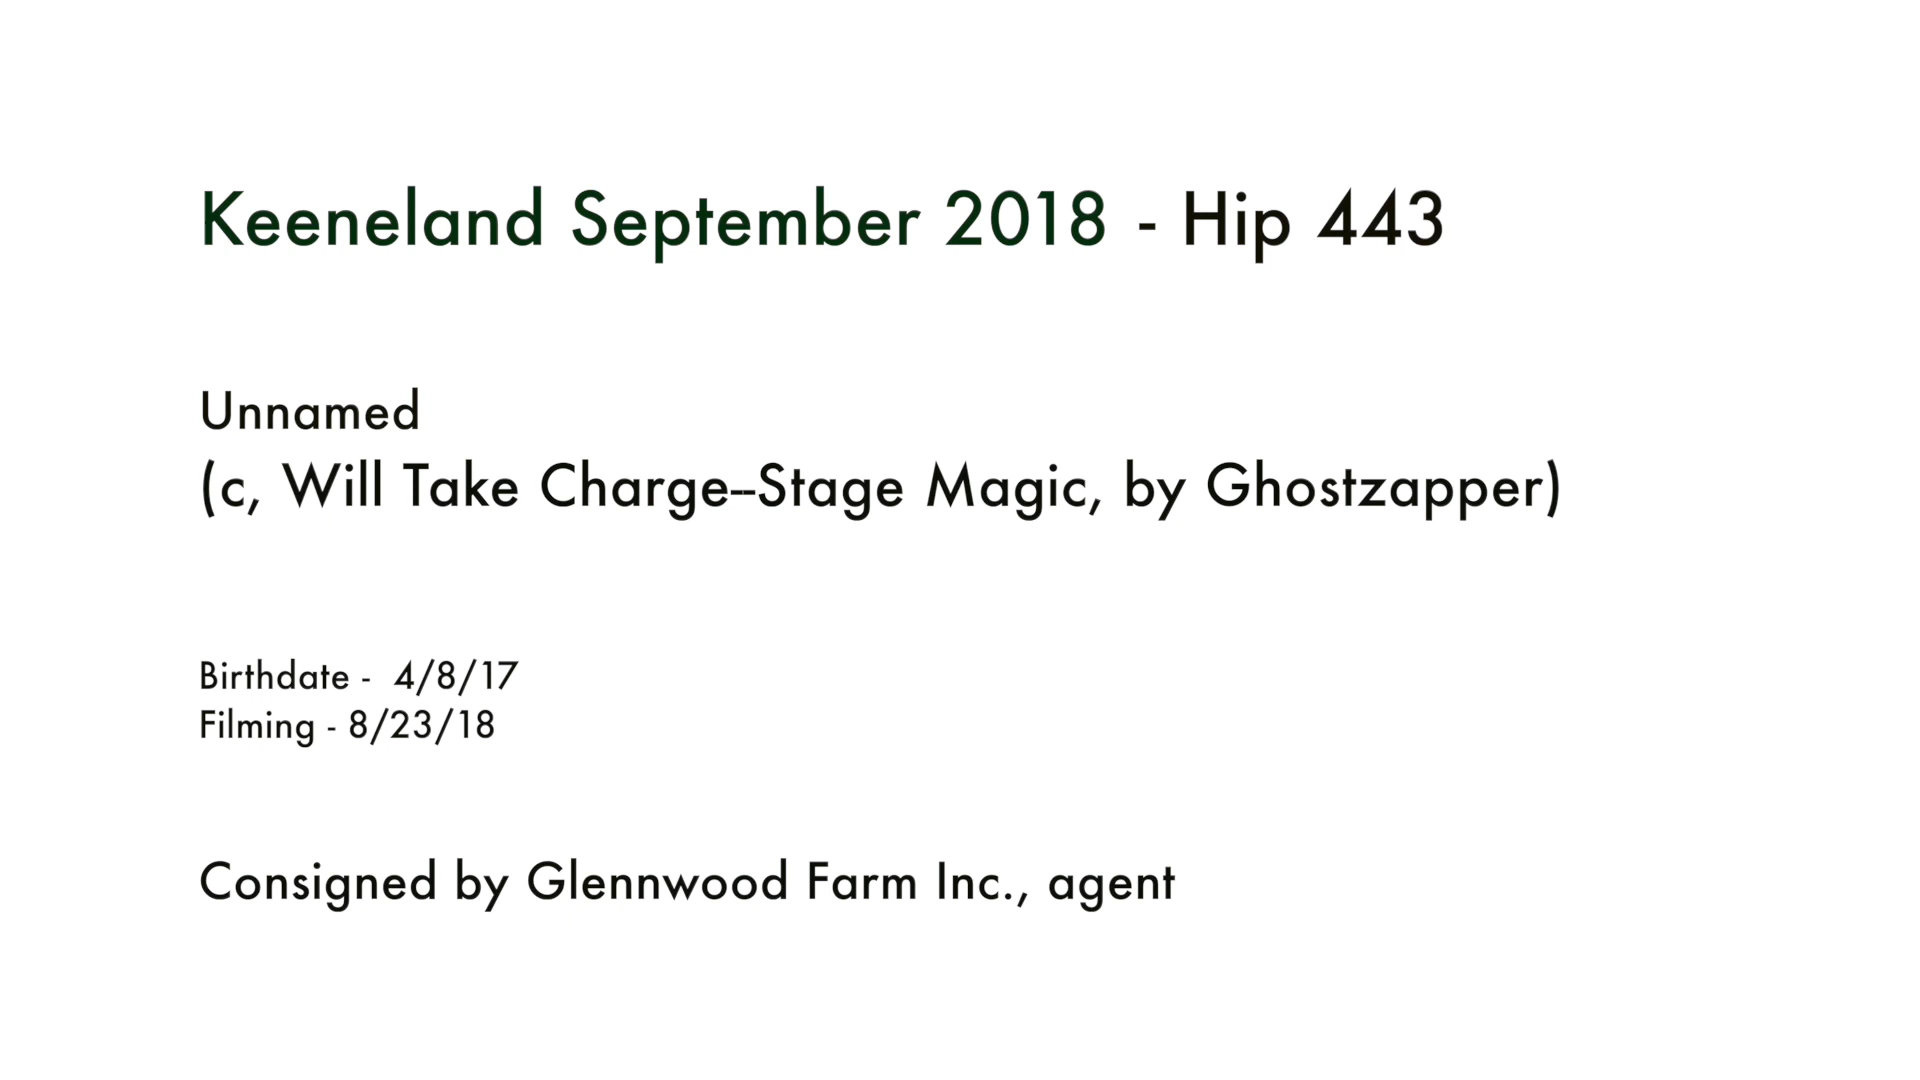 Keeneland September 2018 - Hip 443
Unnamed
(c, Will Take Charge--Stage Magic, by Ghostzapper)
Birthdate -  4/8/17
Filming - 8/23/18
Consigned by Glennwood Farm Inc., agent